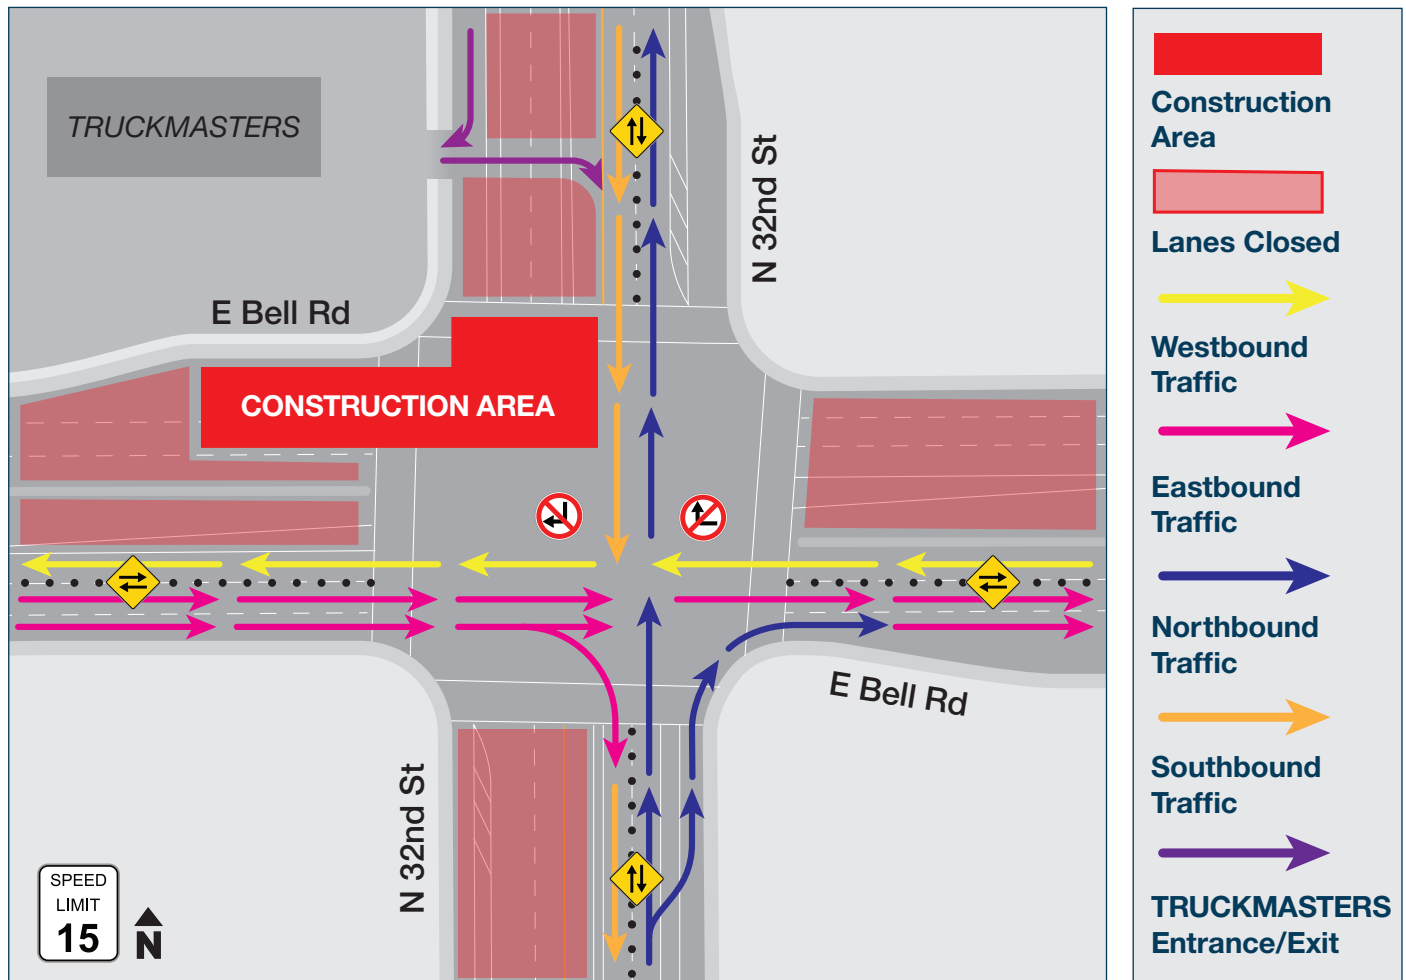 TRUCKMASTERS
N 32nd St
E Bell Rd
CONSTRUCTION AREA
E Bell Rd
N 32nd St
SPEED
LIMIT
15
N
Construction
Area
Lanes Closed
Westbound
Traffic
Eastbound
Traffic
Northbound
Traffic
Southbound
Traffic
TRUCKMASTERS
Entrance/Exit